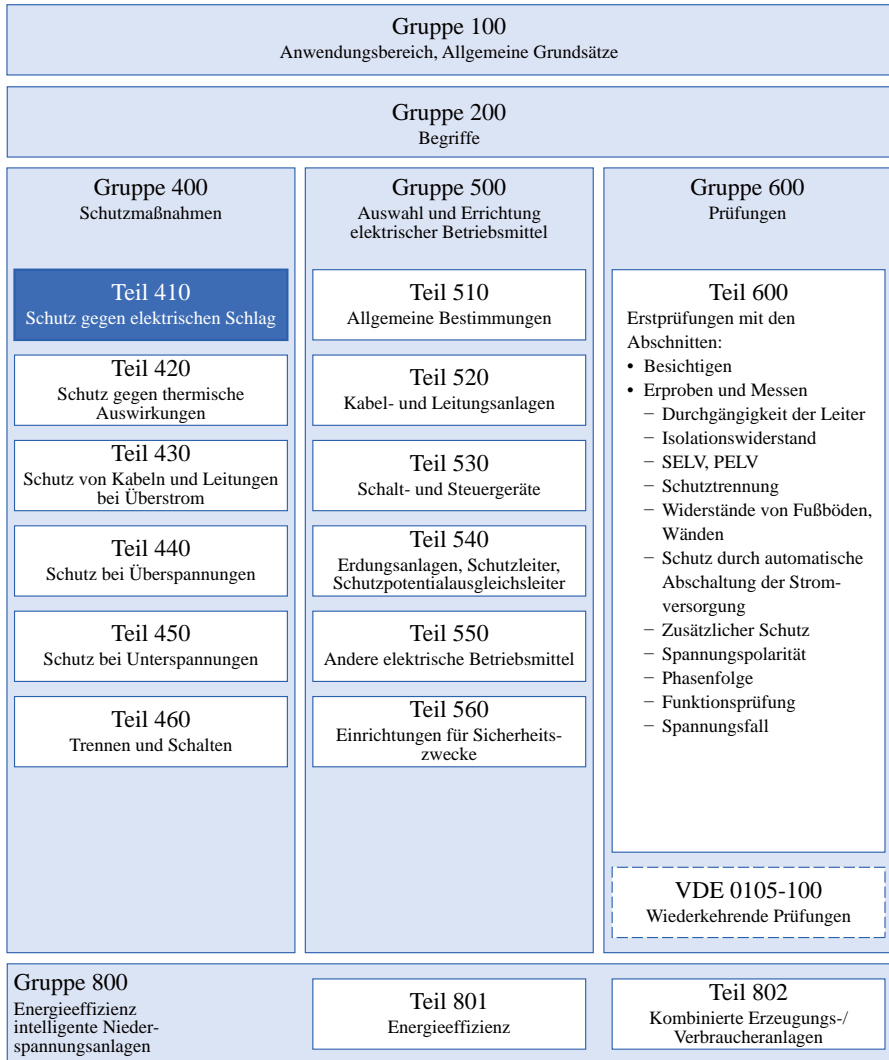 Gruppe 100
Anwendungsbereich, Allgemeine Grundsätze
Gruppe 200
Begriffe
Gruppe 400
Schutzmaßnahmen
Teil 410
Schutz gegen elektrischen Schlag
Teil 420
Schutz gegen thermische
Auswirkungen
Teil 430
Schutz von Kabeln und Leitungen
bei Überstrom
Teil 440
Schutz bei Überspannungen
Teil 450
Schutz bei Unterspannungen
Teil 460
Trennen und Schalten
Gruppe 500
Auswahl und Errichtung
elektrischer Betriebsmittel
Teil 510
Allgemeine Bestimmungen
Teil 520
Kabel- und Leitungsanlagen
Teil 530
Schalt- und Steuergeräte
Teil 540
Erdungsanlagen, Schutzleiter,
Schutzpotentialausgleichsleiter
Teil 550
Andere elektrische Betriebsmittel
Teil 560
Einrichtungen für Sicherheits-
zwecke
Gruppe 600
Prüfungen
Teil 600
Erstprüfungen mit den
Abschnitten:
• Besichtigen
• Erproben und Messen
– Durchgängigkeit der Leiter
– Isolationswiderstand
– SELV, PELV
– Schutztrennung
– Widerstände von Fußböden,
Wänden
– Schutz durch automatische
Abschaltung der Strom-
versorgung
– Zusätzlicher Schutz
– Spannungspolarität
– Phasenfolge
– Funktionsprüfung
– Spannungsfall
VDE 0105-100
Wiederkehrende Prüfungen
Gruppe 800
Energieeffizienz
intelligente Nieder-
spannungsanlagen
Teil 801
Energieeffizienz
Teil 802
Kombinierte Erzeugungs-/
Verbraucheranlagen